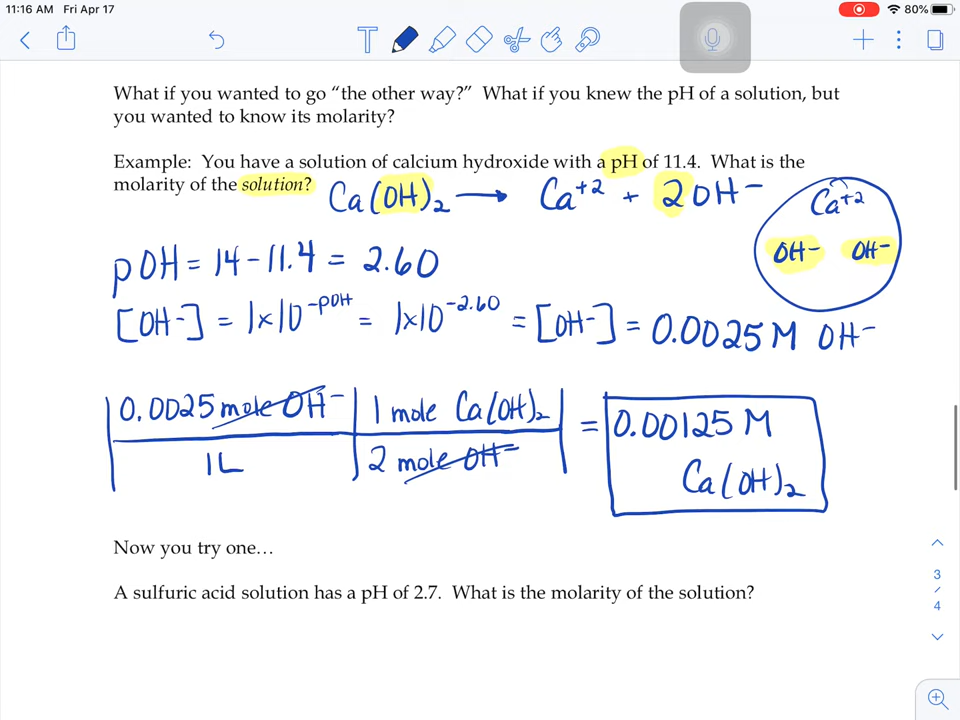 11:16 AM Fri Apr 17
80%
T
What if you wanted to go “the other way?” What if you knew the pH of a solution, but
you wanted to know its molarity?
Example: You have a solution of calcium hydroxide with a pH of 11.4. What is the
molarity of the solution?
Ca(OH)₂ → Ca⁺² + 2OH⁻
Ca⁺²
OH⁻ OH⁻
pOH = 14 - 11.4 = 2.60
[OH⁻] = 1x10^-pOH = 1x10^-2.60 = [OH⁻] = 0.0025 M OH⁻
0.0025 mole OH⁻ | 1 mole Ca(OH)₂ = 0.00125 M
1L | 2 mole OH⁻ Ca(OH)₂
Now you try one…
A sulfuric acid solution has a pH of 2.7. What is the molarity of the solution?
3
/
4